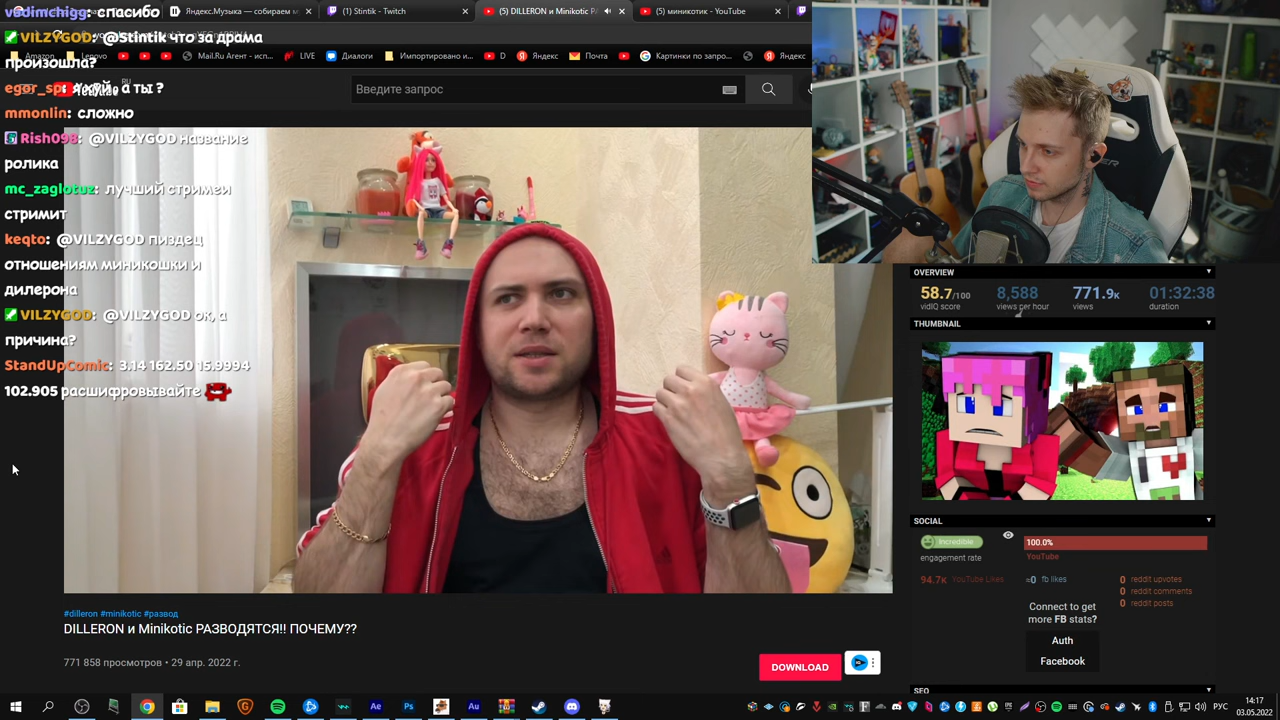 vadimchigg: спасибо
VILZYGOD: @stintik что за драма
произошла?
а ты ?
mmonlin: сложно
Rish098: @VILZYGOD название
ролика
mc_zaglotuz: лучший стримеи
стримит
keqto: @VILZYGOD пиздец
отношениям миникошки и
дилерона
VILZYGOD: @VILZYGOD ок, а
причина?
StandUpComic: 3.14 162.50 15.9994
102.905 расшифровывайте
Яндекс.Музыка — собираем м
(1) Stintik - Twitch
(5) DILLERON и Minikotic РА
(5) миникотик - YouTube
Amazon
Lenovo
Mail.Ru Агент - исп...
LIVE
Диалоги
Импортировано и...
D
Почта
Картинки по запро...
Яндекс
RU
Введите запрос
OVERVIEW
58.7/100
8,588
771.9K
01:32:38
vidIQ score
views per hour
views
duration
THUMBNAIL
SOCIAL
Incredible
100.0%
engagement rate
YouTube
94.7K YouTube Likes
≈0 fb likes
0 reddit upvotes
0 reddit comments
0 reddit posts
Connect to get
more FB stats?
Auth
Facebook
SEO
#dilleron #minikotic #развод
DILLERON и Minikotic РАЗВОДЯТСЯ!! ПОЧЕМУ??
771 858 просмотров • 29 апр. 2022 г.
DOWNLOAD
РУС
14:17
03.05.2022